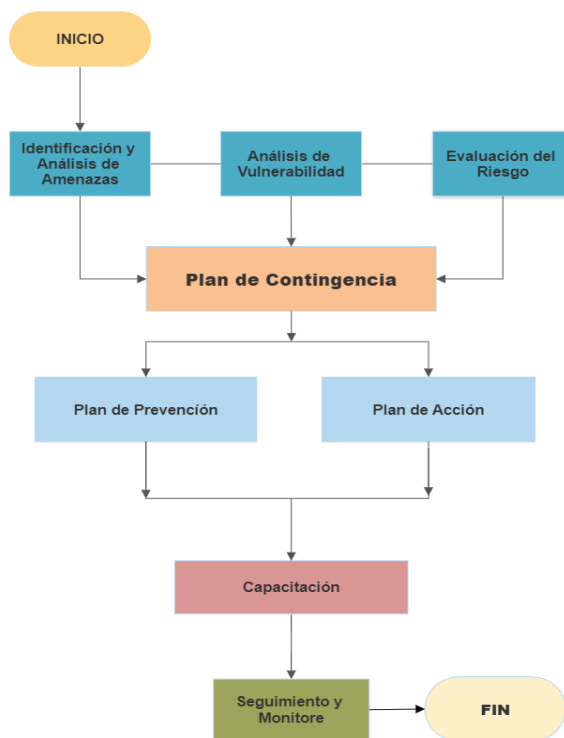 INICIO
Identificación y
Análisis de
Amenazas
Análisis de
Vulnerabilidad
Evaluación del
Riesgo
Plan de Contingencia
Plan de Prevención
Plan de Acción
Capacitación
Seguimiento y
Monitore
FIN